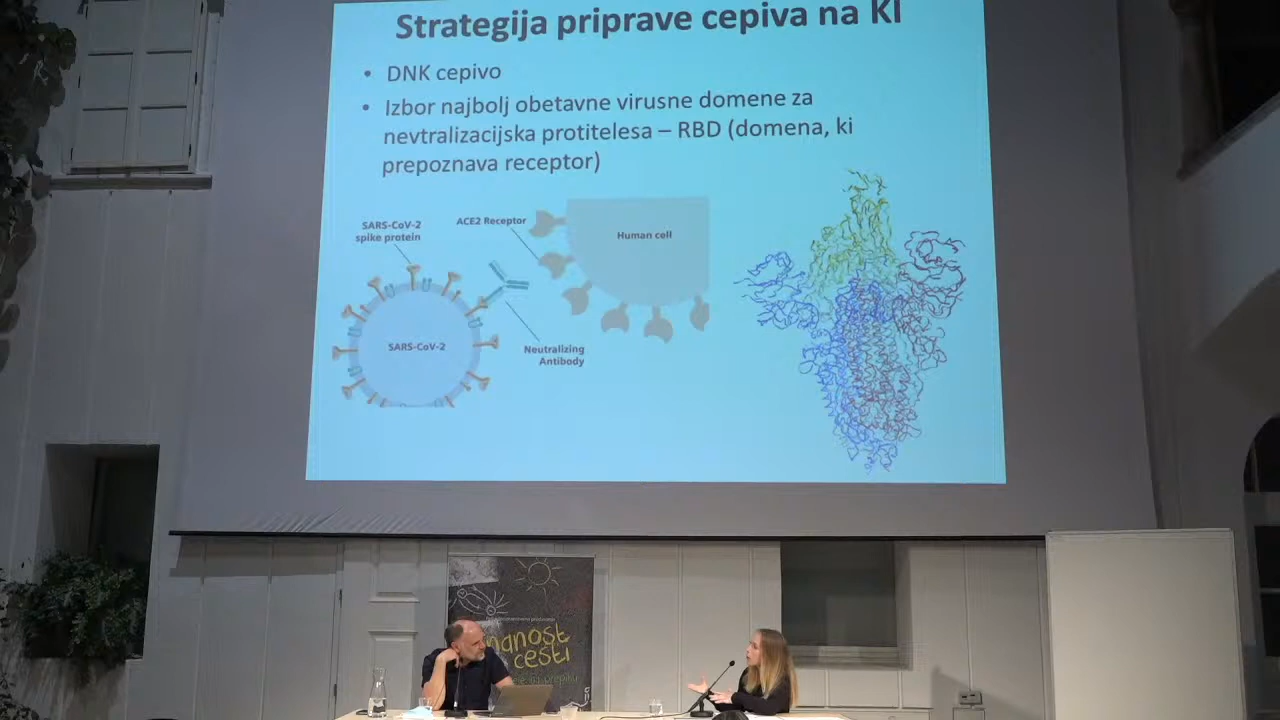 Strategija priprave cepiva na KI
• DNK cepivo
• Izbor najbolj obetavne virusne domene za
nevtralizacijska protitelesa – RBD (domena, ki
prepoznava receptor)
SARS-CoV-2
spike protein
ACE2 Receptor
Human cell
SARS-CoV-2
Neutralizing
Antibody
nanost
cesti